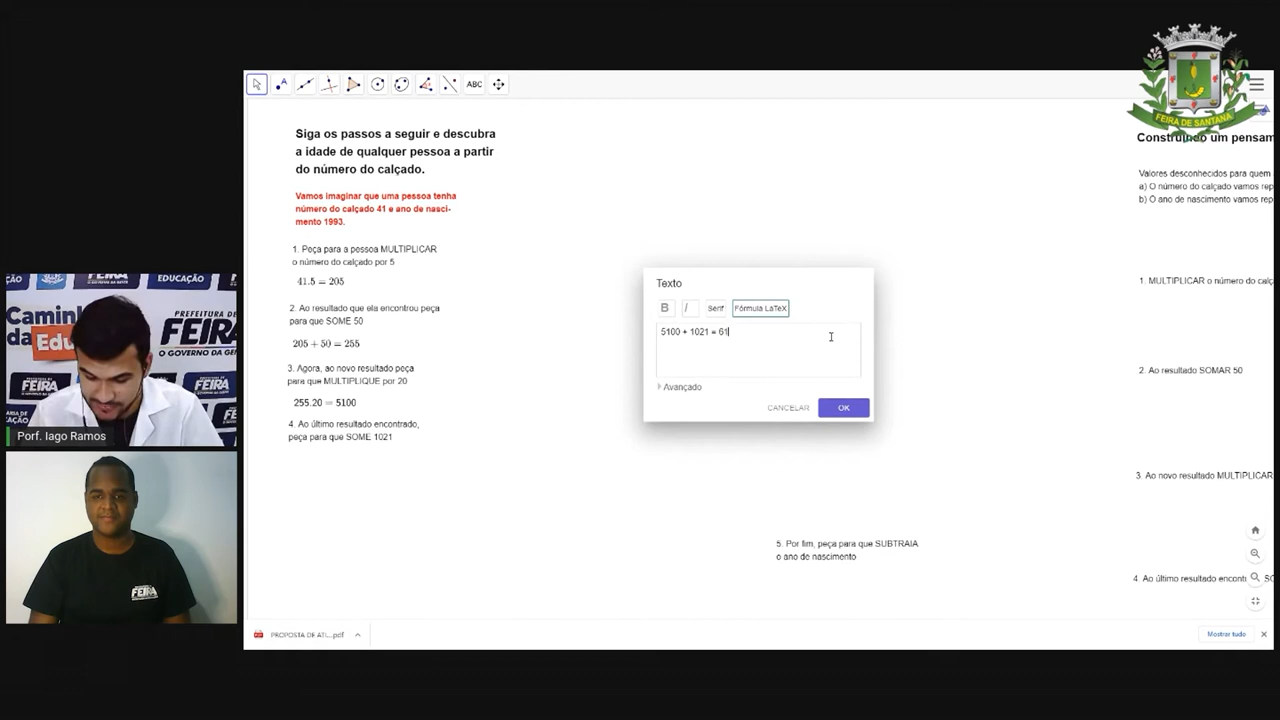 FEIRA DE SANTANA
ABC
Siga os passos a seguir e descubra
a idade de qualquer pessoa a partir
do número do calçado.
Vamos imaginar que uma pessoa tenha
número do calçado 41 e ano de nasci-
mento 1993.
1. Peça para a pessoa MULTIPLICAR
o número do calçado por 5
41.5 = 205
2. Ao resultado que ela encontrou peça
para que SOME 50
205 + 50 = 255
3. Agora, ao novo resultado peça
para que MULTIPLIQUE por 20
255.20 = 5100
4. Ao último resultado encontrado,
peça para que SOME 1021
Texto
B I Serif Fórmula LaTeX
5100 + 1021 = 61
Avançado
CANCELAR OK
5. Por fim, peça para que SUBTRAIA
o ano de nascimento
Construindo um pensam
Valores desconhecidos para quem
a) O número do calçado vamos rep
b) O ano de nascimento vamos rep
1. MULTIPLICAR o número do calç
2. Ao resultado SOMAR 50
3. Ao novo resultado MULTIPLICAR
4 Ao último resultado encontr SO
PROPOSTA DE ATI....pdf
Mostrar tudo
FEIRA
EDUCAÇÃO
Caminh
da Edu
PREFEITURA DE
FEIRA
O GOVERNO DA GENTE
Porf. Iago Ramos
FEIRA